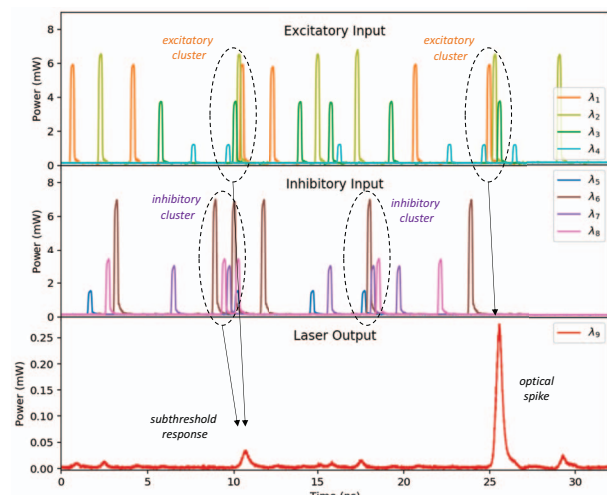 Excitatory Input
excitatory
cluster
excitatory
cluster
Power (mW)
8
6
4
2
0
λ1
λ2
λ3
λ4
Inhibitory Input
inhibitory
cluster
inhibitory
cluster
Power (mW)
8
6
4
2
0
λ5
λ6
λ7
λ8
Laser Output
λ9
Power (mW)
0.25
0.20
0.15
0.10
0.05
0.00
subthreshold
response
optical
spike
0 5 10 15 20 25 30
Time (ns)